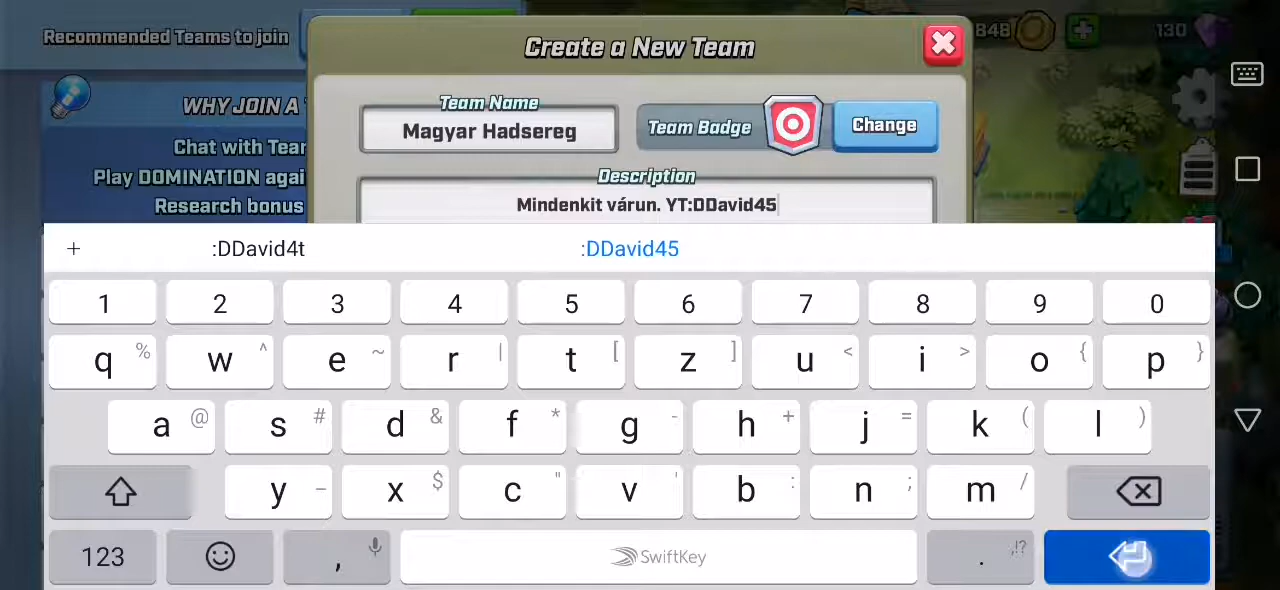 Recommended Teams to join
Create a New Team
848
130
WHY JOIN A
Team Name
Magyar Hadsereg
Team Badge
Change
Chat with Tear
Play DOMINATION agai
Research bonus
Description
Mindenkit várun. YT:DDavid45
+ :DDavid4t :DDavid45
1 2 3 4 5 6 7 8 9 0
q % w ^ e ~ r | t [ z ] u < i > o { p }
a @ s # d & f * g - h + j = k ( l )
y _ x $ c " v ' b : n ; m /
123 , SwiftKey . ,!?